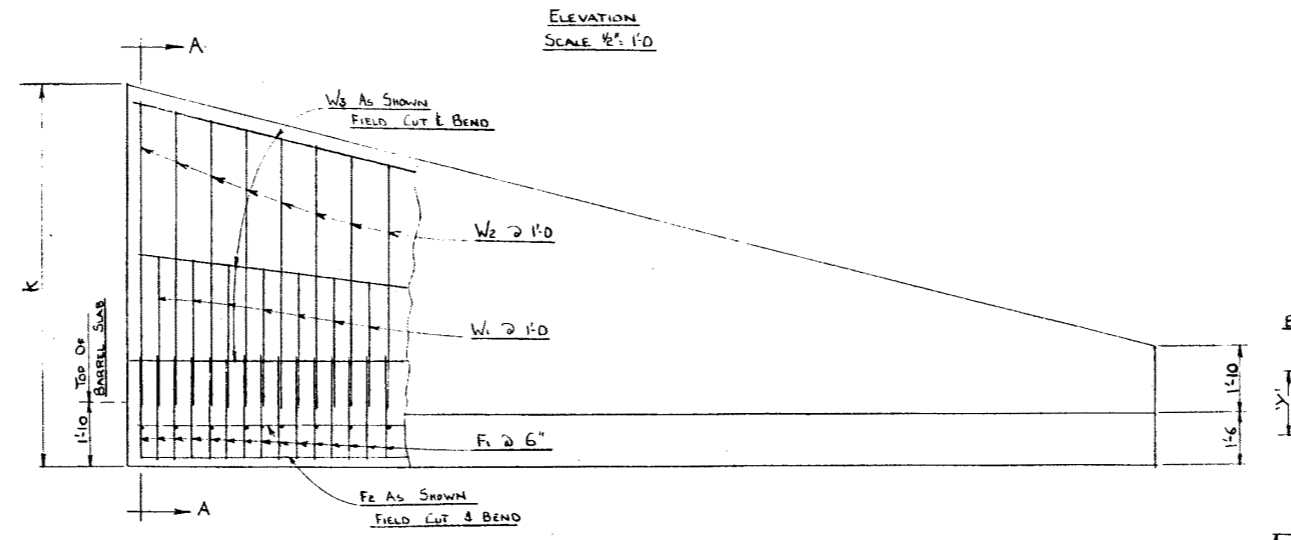 ELEVATION
SCALE 1/2": 1'-0
A
W3 AS SHOWN
FIELD CUT & BEND
K
W2 @ 1'-0
TOP OF
BARREL SLAB
W1 @ 1'-0
1'-10
1'-10
'Y'
F1 @ 6"
1'-6
A
F2 AS SHOWN
FIELD CUT & BEND